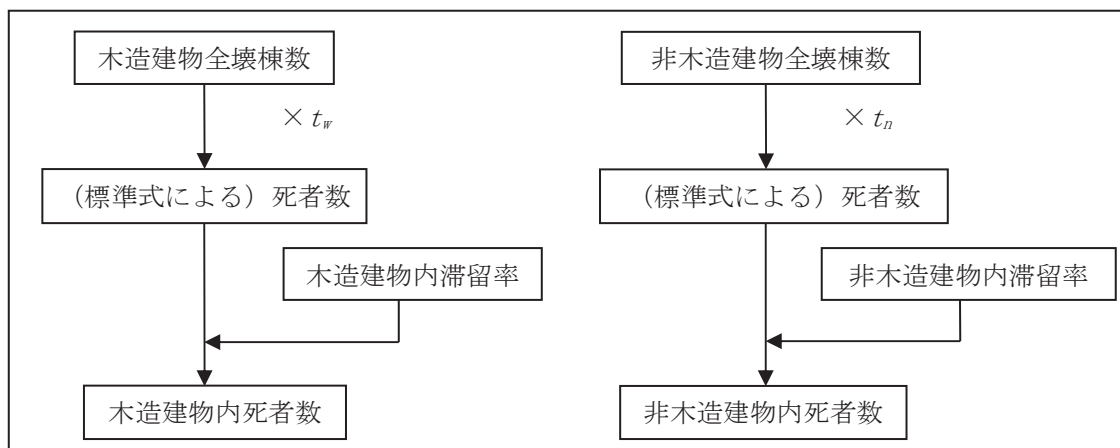 木造建物全壊棟数
× tw
（標準式による）死者数
木造建物内滞留率
木造建物内死者数
非木造建物全壊棟数
× tn
（標準式による）死者数
非木造建物内滞留率
非木造建物内死者数